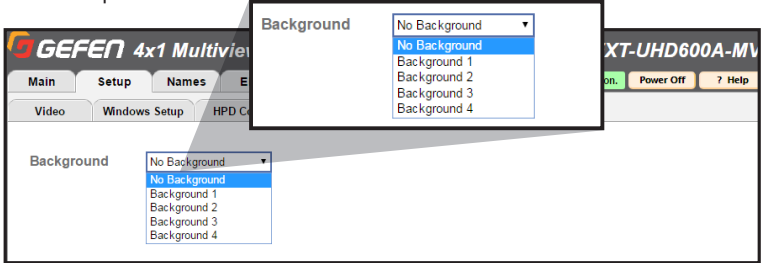 Background No Background
No Background
Background 1
Background 2
Background 3
Background 4
GEFEN 4x1 XT-UHD600A-MV
Main Setup Names on. Power Off ? Help
Video Windows Setup HPD
Background No Background
No Background
Background 1
Background 2
Background 3
Background 4